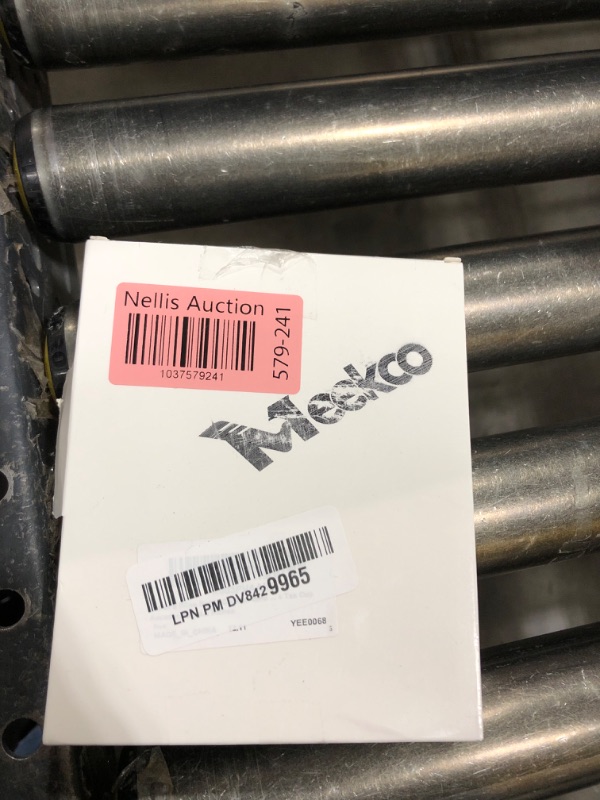 Nellis Auction
1037579241
579-241
Meekco
LPN PM DV8429965
YEE0068